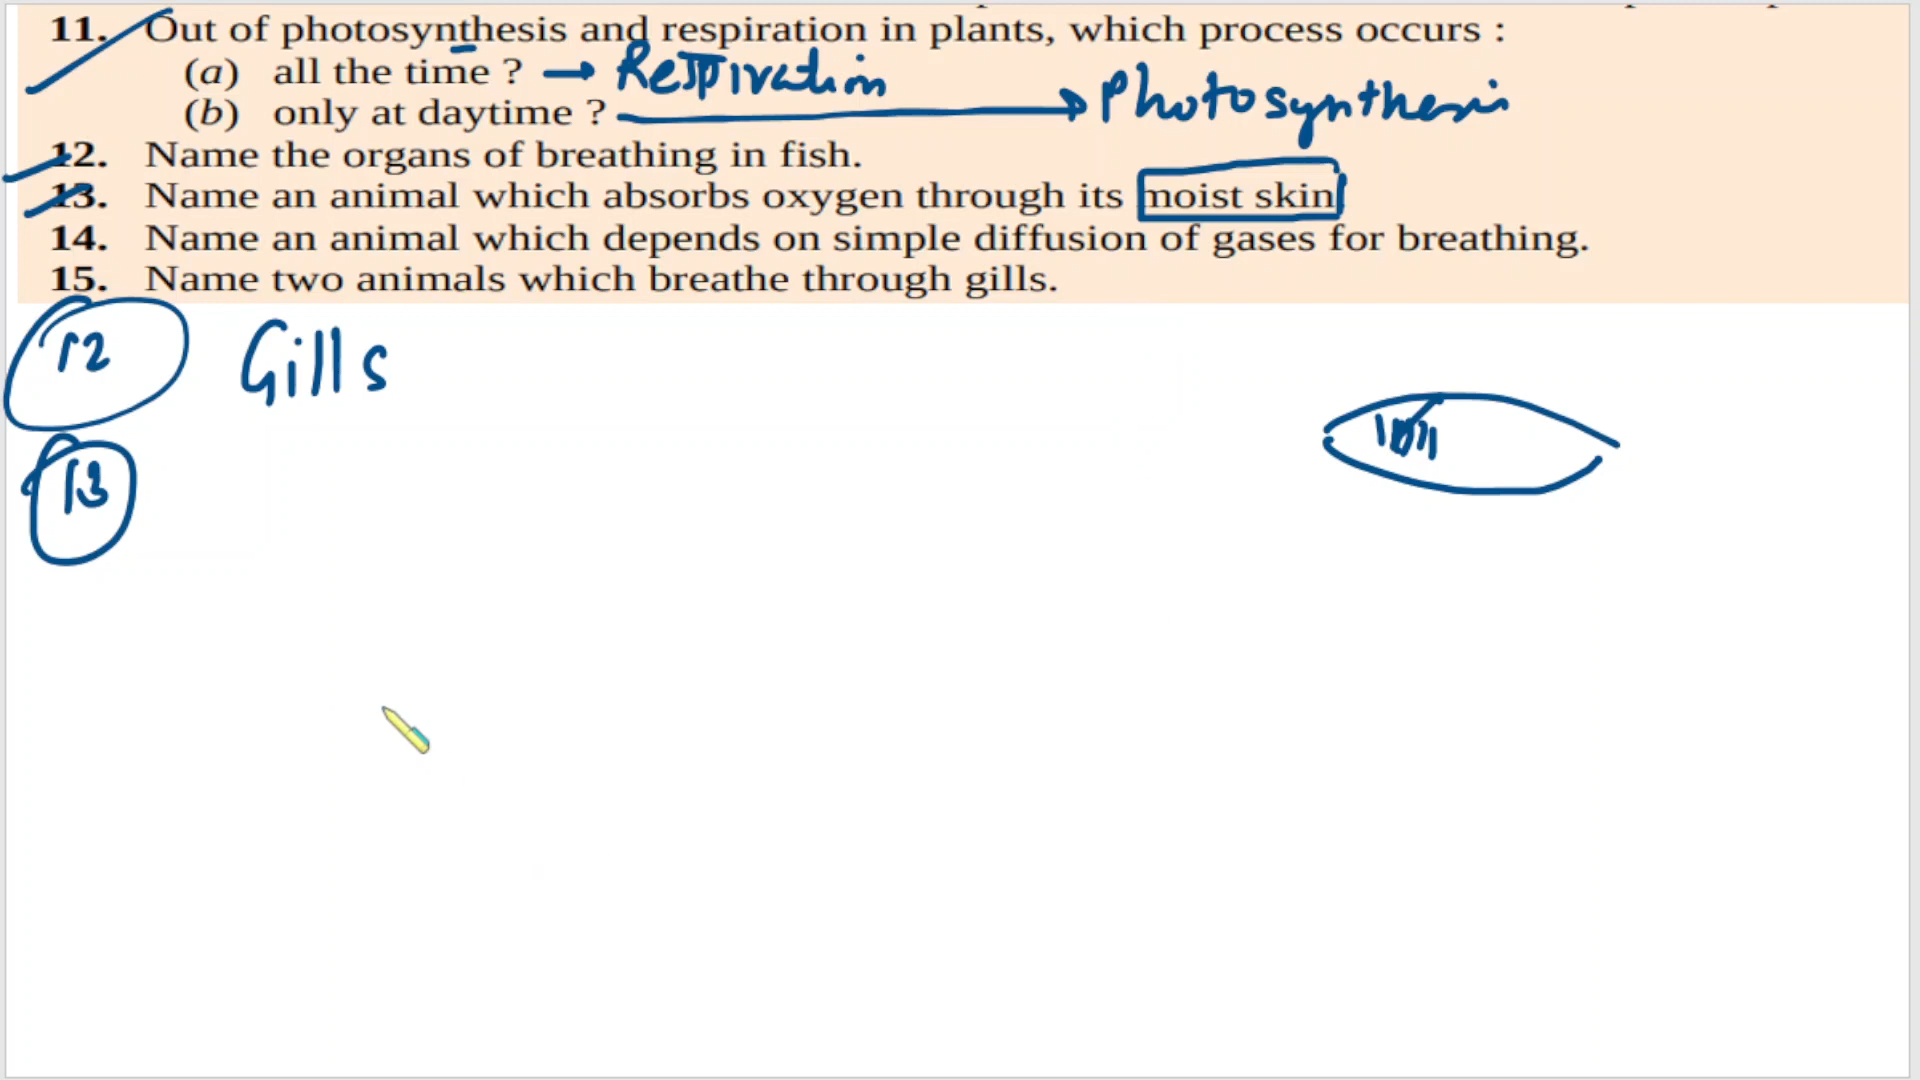 11. Out of photosynthesis and respiration in plants, which process occurs :
(a) all the time ? → Respiration
(b) only at daytime ? → Photosynthesis
12. Name the organs of breathing in fish.
13. Name an animal which absorbs oxygen through its moist skin.
14. Name an animal which depends on simple diffusion of gases for breathing.
15. Name two animals which breathe through gills.
12 Gills
13